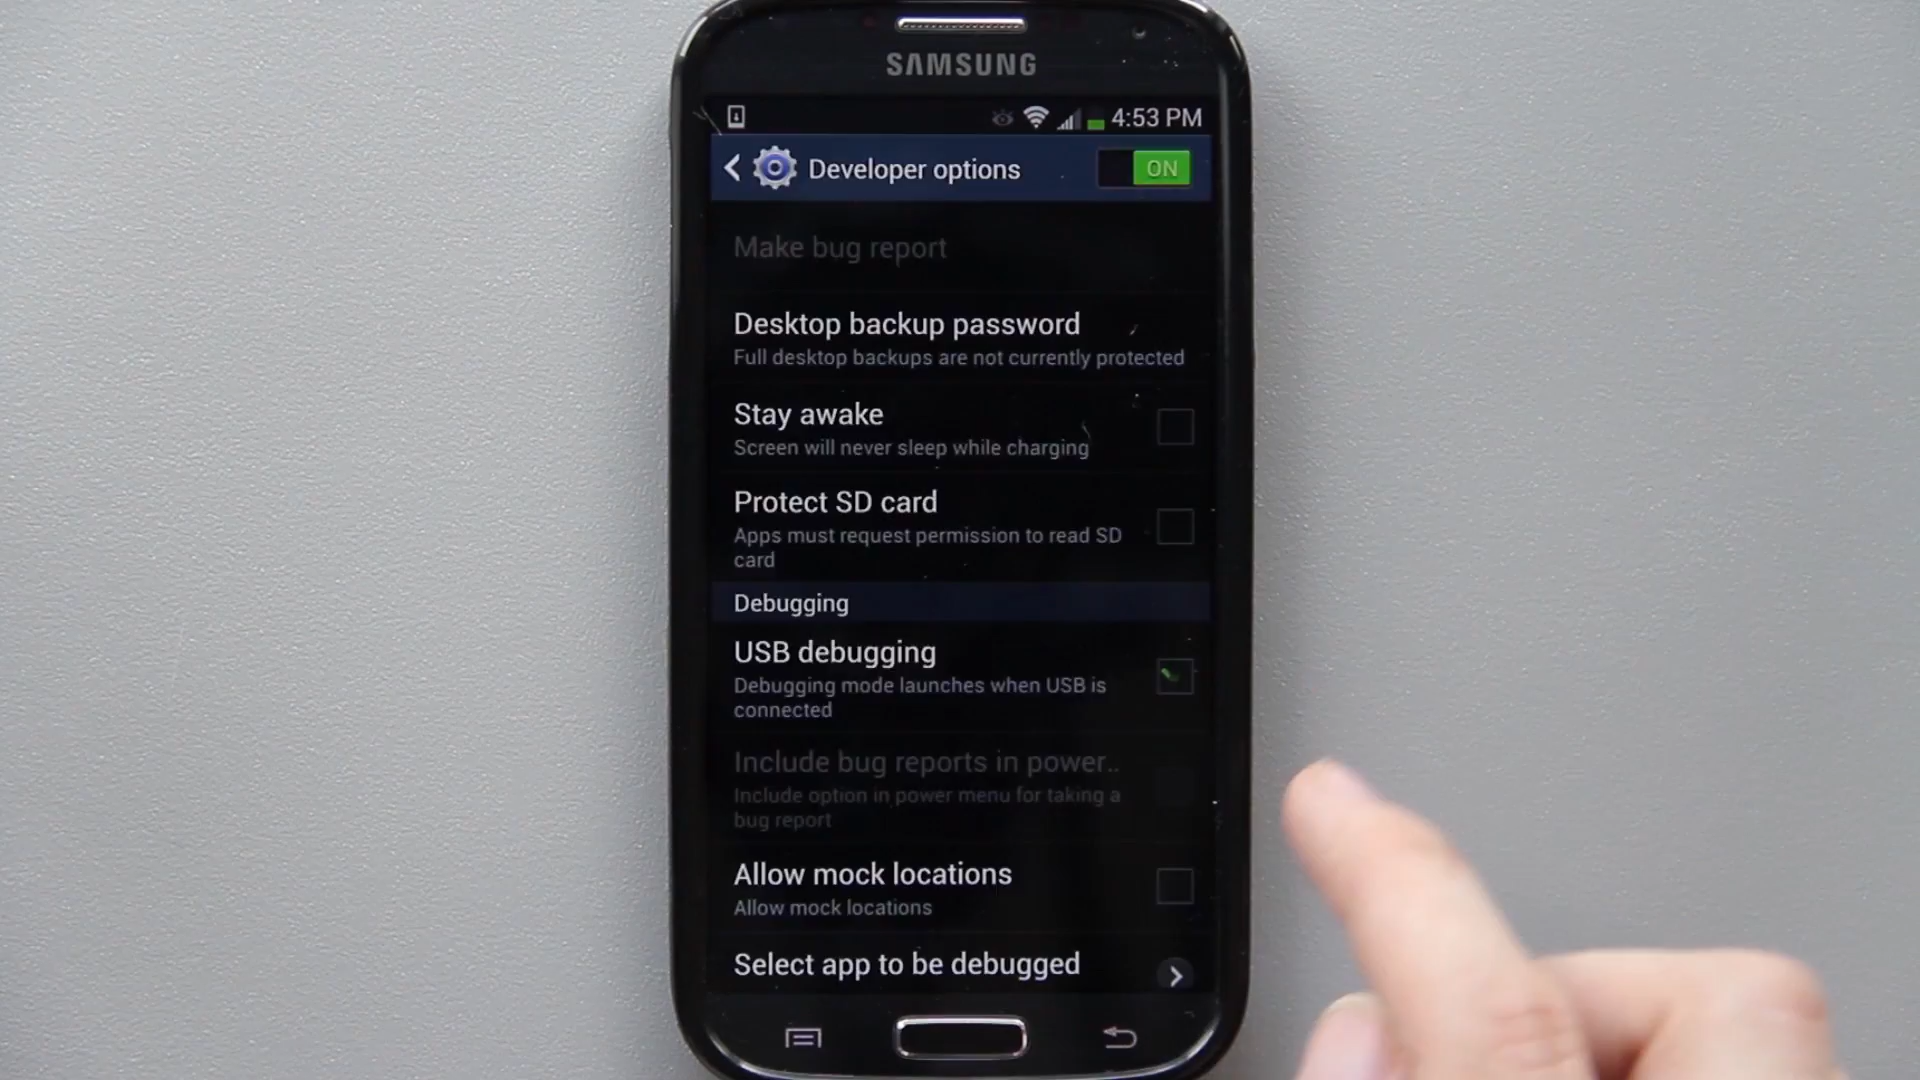 SAMSUNG
4:53 PM
Developer options
ON
Make bug report
Desktop backup password
Full desktop backups are not currently protected
Stay awake
Screen will never sleep while charging
Protect SD card
Apps must request permission to read SD
card
Debugging
USB debugging
Debugging mode launches when USB is
connected
Include bug reports in power..
Include option in power menu for taking a
bug report
Allow mock locations
Allow mock locations
Select app to be debugged